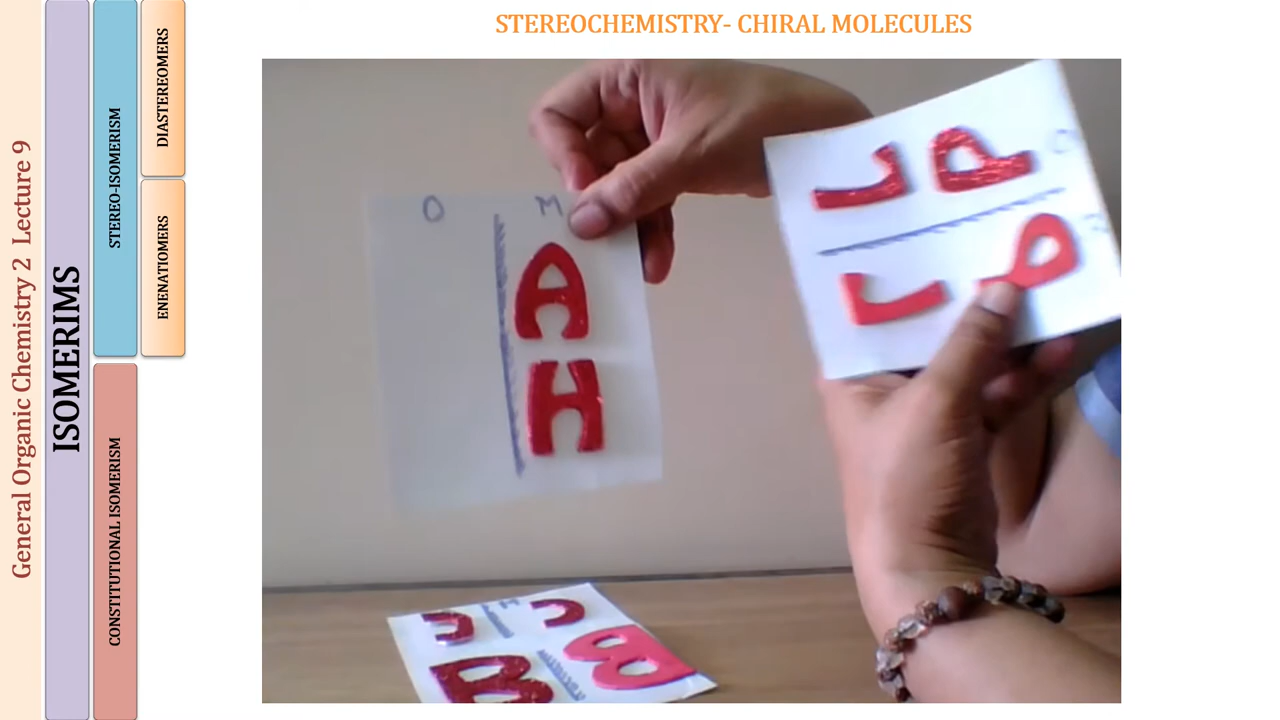 STEREOCHEMISTRY- CHIRAL MOLECULES
General Organic Chemistry 2 Lecture 9
ISOMERIMS
STEREO-ISOMERISM
CONSTITUTIONAL ISOMERISM
DIASTEREOMERS
ENENATIOMERS
O M
A
H
B